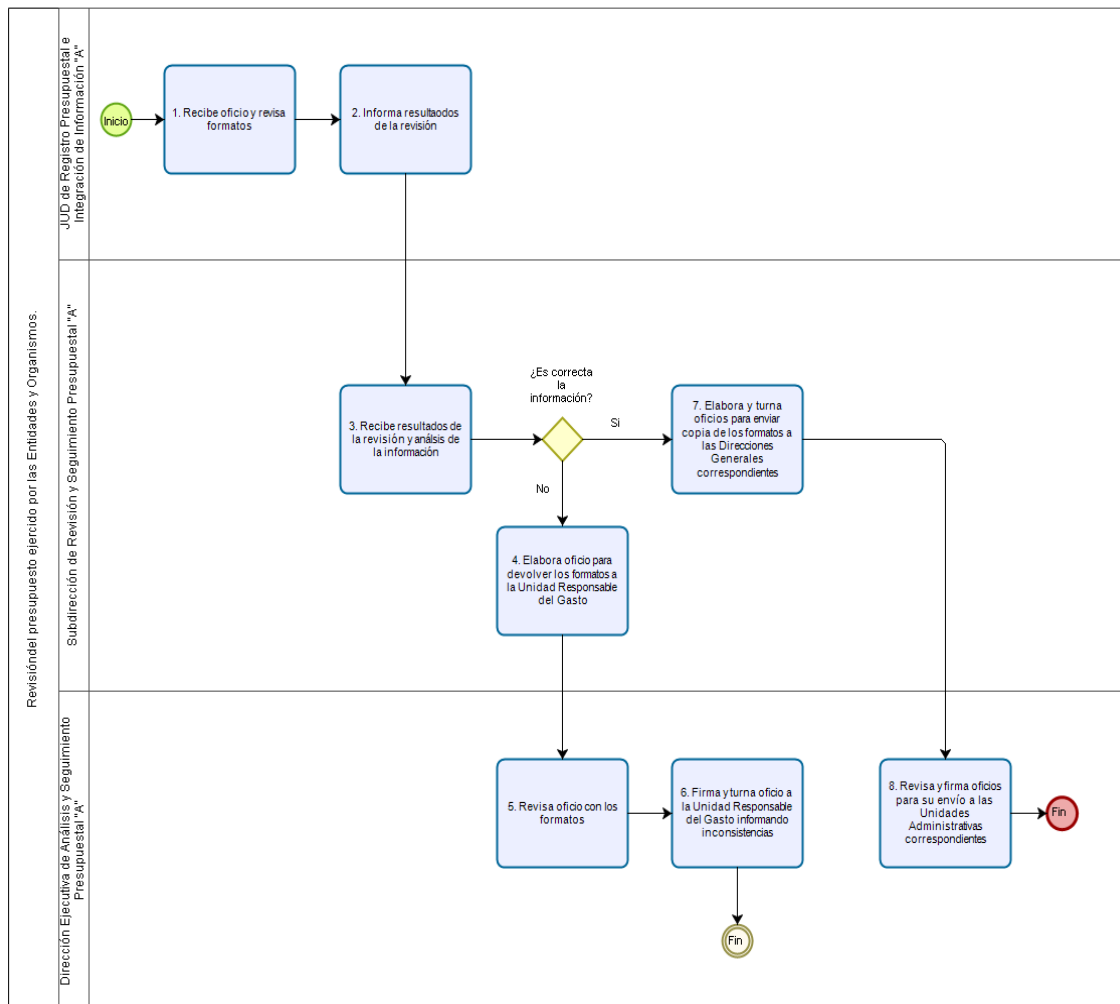 Revisióndel presupuesto ejercido por las Entidades y Organismos.
JUD de Registro Presupuestal e
Integración de Información "A"
Inicio
1. Recibe oficio y revisa
formatos
2. Informa resultaodos
de la revisión
Subdirección de Revisión y Seguimiento Presupuestal "A"
3. Recibe resultados de
la revisión y análsis de
la información
¿Es correcta
la
información?
Si
No
7. Elabora y turna
oficios para enviar
copia de los formatos a
las Direcciones
Generales
correspondientes
4. Elabora oficio para
devolver los formatos a
la Unidad Responsable
del Gasto
Dirección Ejecutiva de Análisis y Seguimiento
Presupuestal "A"
5. Revisa oficio con los
formatos
6. Firma y turna oficio a
la Unidad Responsable
del Gasto informando
inconsistencias
Fin
8. Revisa y firma oficios
para su envío a las
Unidades
Administrativas
correspondientes
Fin